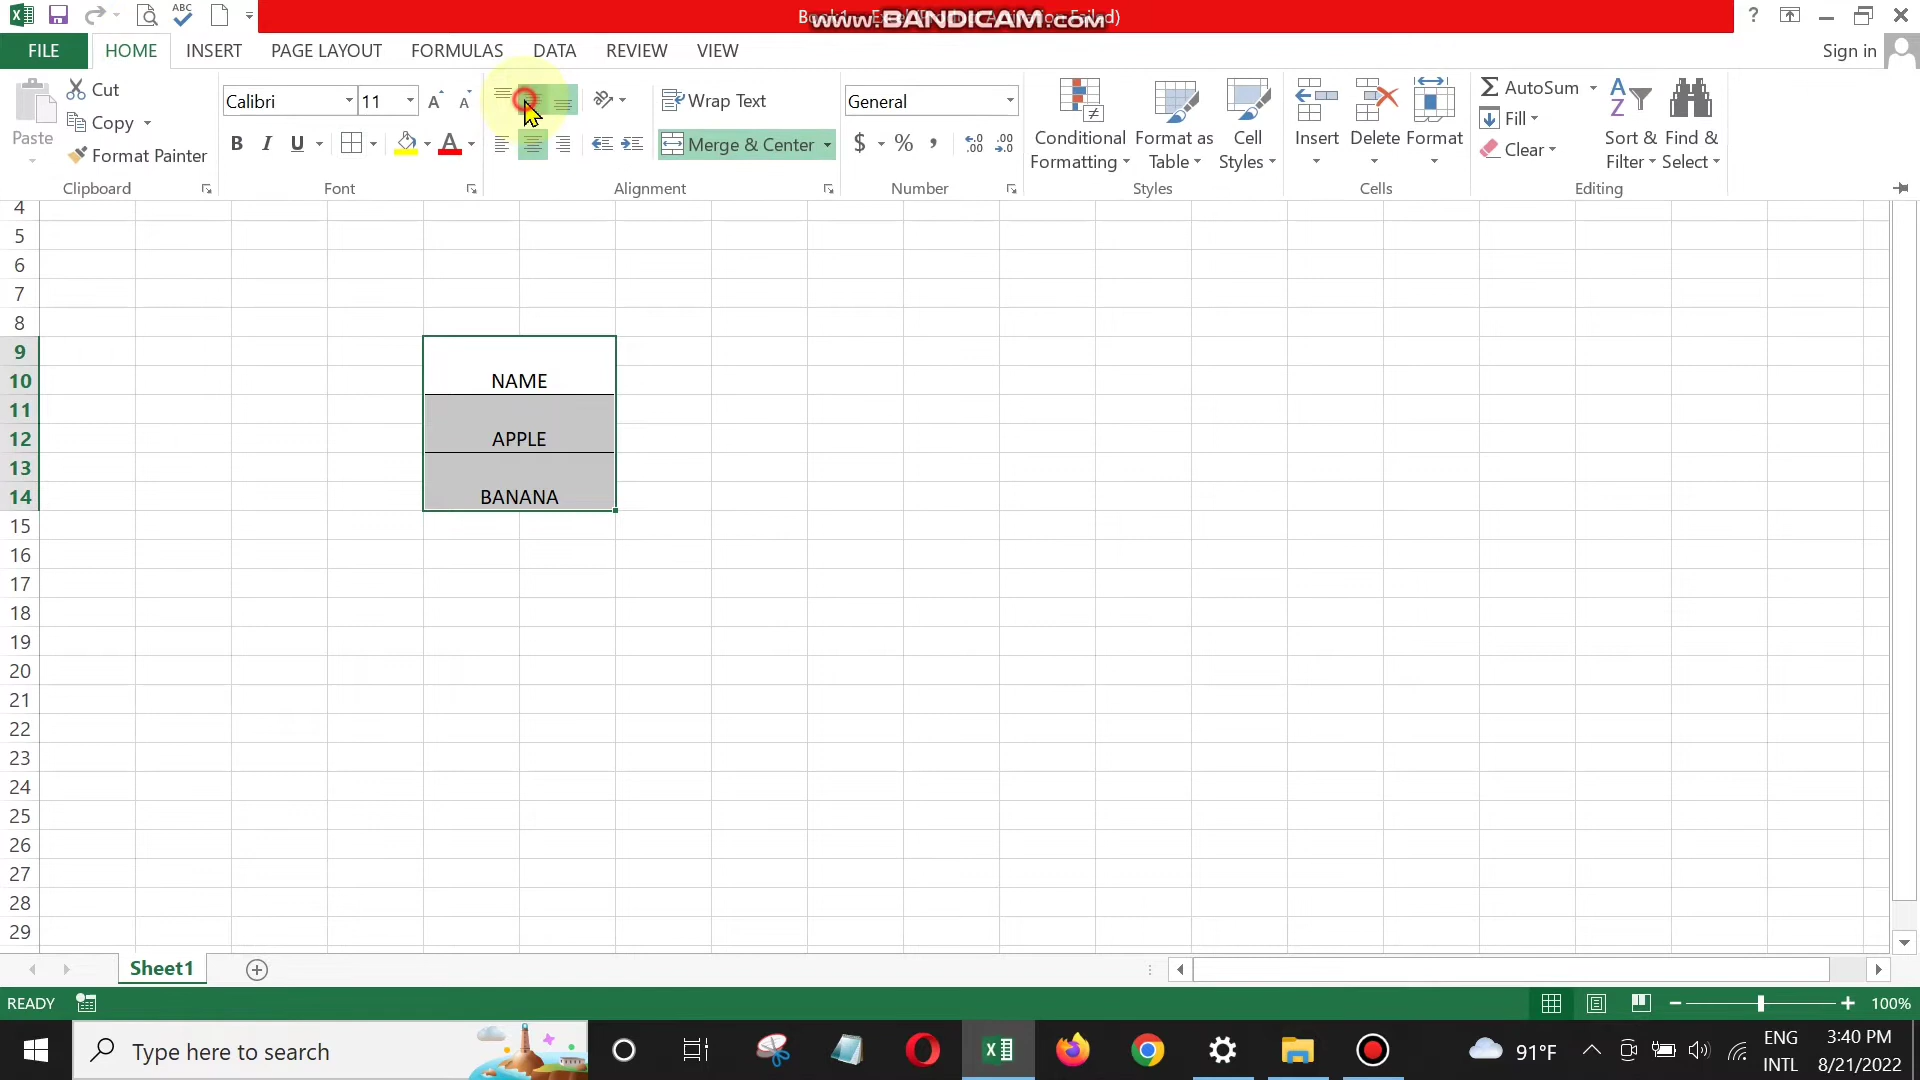 www.BANDICAM.com
FILE HOME INSERT PAGE LAYOUT FORMULAS DATA REVIEW VIEW Sign in
Cut
Copy
Format Painter
Paste
Clipboard
Calibri 11
B I U
Font
Wrap Text
Merge & Center
Alignment
General
$ % ,
Number
Conditional Formatting
Format as Table
Cell Styles
Styles
Insert
Delete
Format
Cells
AutoSum
Fill
Clear
Sort & Filter
Find & Select
Editing
4
5
6
7
8
9
10 NAME
11
12 APPLE
13
14 BANANA
15
16
17
18
19
20
21
22
23
24
25
26
27
28
29
Sheet1
READY 100%
Type here to search
91°F
ENG
INTL
3:40 PM
8/21/2022